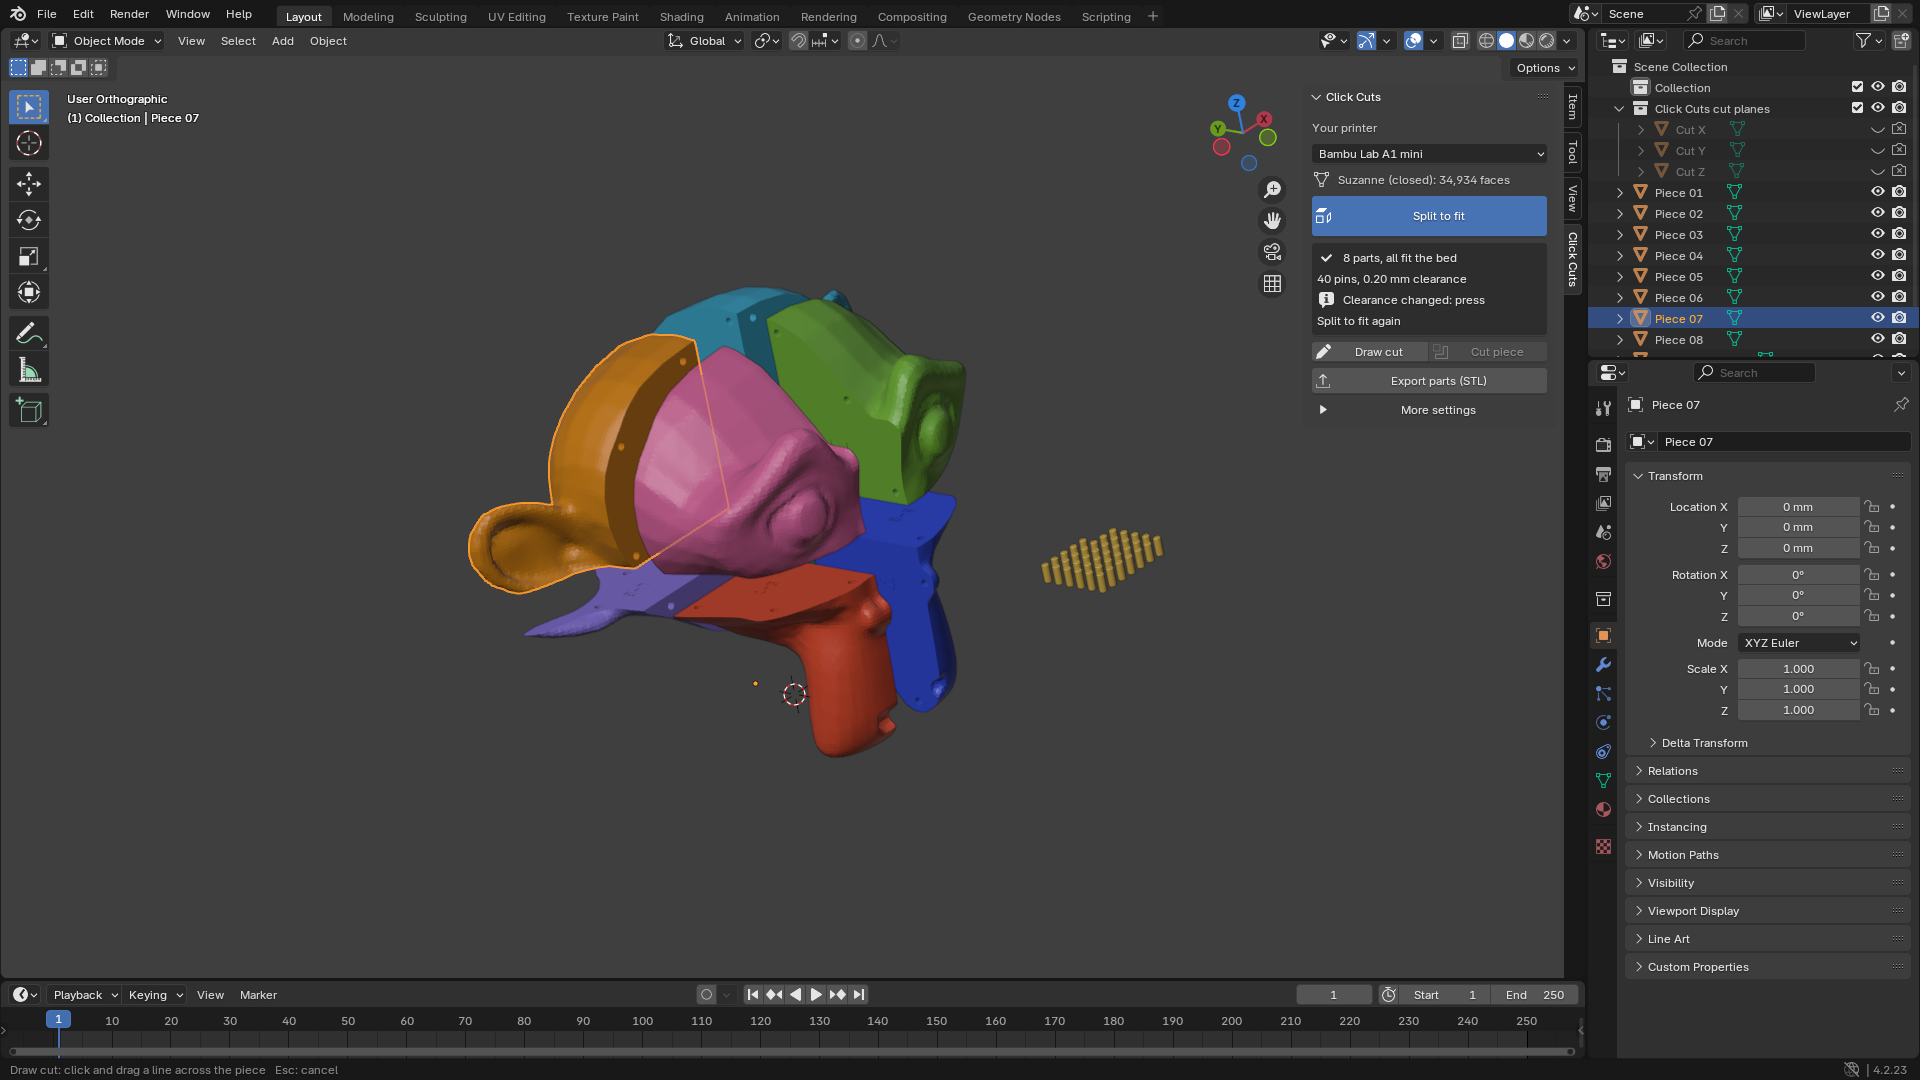 File Edit Render Window Help Layout Modeling Sculpting UV Editing Texture Paint Shading Animation Rendering Compositing Geometry Nodes Scripting Scene ViewLayer
Object Mode View Select Add Object Global Search
Options
User Orthographic
(1) Collection | Piece 07
Z
X
Y
Click Cuts
Your printer
Bambu Lab A1 mini
Suzanne (closed): 34,934 faces
Split to fit
8 parts, all fit the bed
40 pins, 0.20 mm clearance
Clearance changed: press
Split to fit again
Draw cut Cut piece
Export parts (STL)
More settings
Item
Tool
View
Click Cuts
Scene Collection
Collection
Click Cuts cut planes
Cut X
Cut Y
Cut Z
Piece 01
Piece 02
Piece 03
Piece 04
Piece 05
Piece 06
Piece 07
Piece 08
Search
Piece 07
Piece 07
Transform
Location X 0 mm
Y 0 mm
Z 0 mm
Rotation X 0°
Y 0°
Z 0°
Mode XYZ Euler
Scale X 1.000
Y 1.000
Z 1.000
Delta Transform
Relations
Collections
Instancing
Motion Paths
Visibility
Viewport Display
Line Art
Custom Properties
Playback Keying View Marker 1 Start 1 End 250
1 10 20 30 40 50 60 70 80 90 100 110 120 130 140 150 160 170 180 190 200 210 220 230 240 250
Draw cut: click and drag a line across the piece Esc: cancel 4.2.23